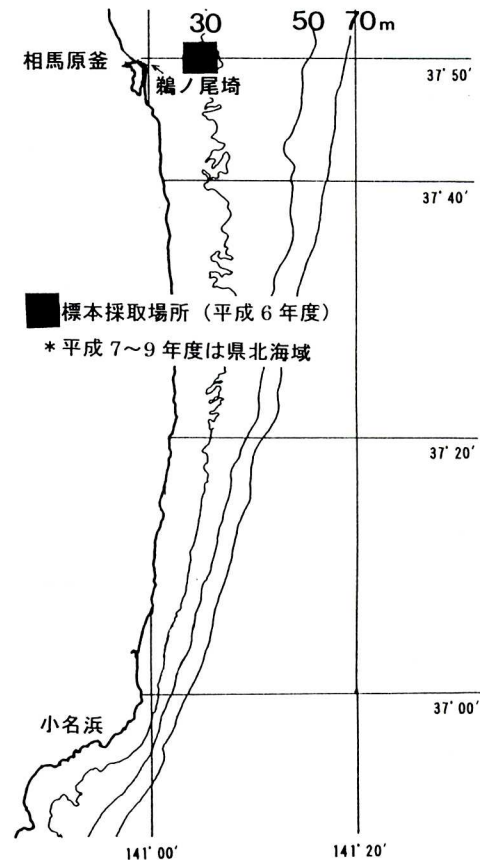 30 50 70m
相馬原釜
鵜ノ尾埼
37° 50′
37° 40′
標本採取場所（平成６年度）
＊平成７〜９年度は県北海域
37° 20′
37° 00′
小名浜
141° 00′ 141° 20′